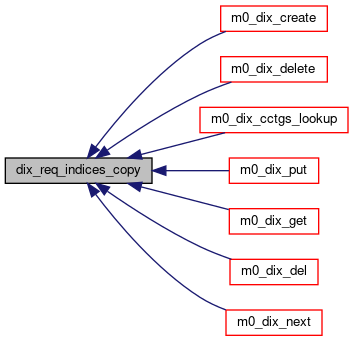 m0_dix_create
m0_dix_delete
m0_dix_cctgs_lookup
dix_req_indices_copy
m0_dix_put
m0_dix_get
m0_dix_del
m0_dix_next